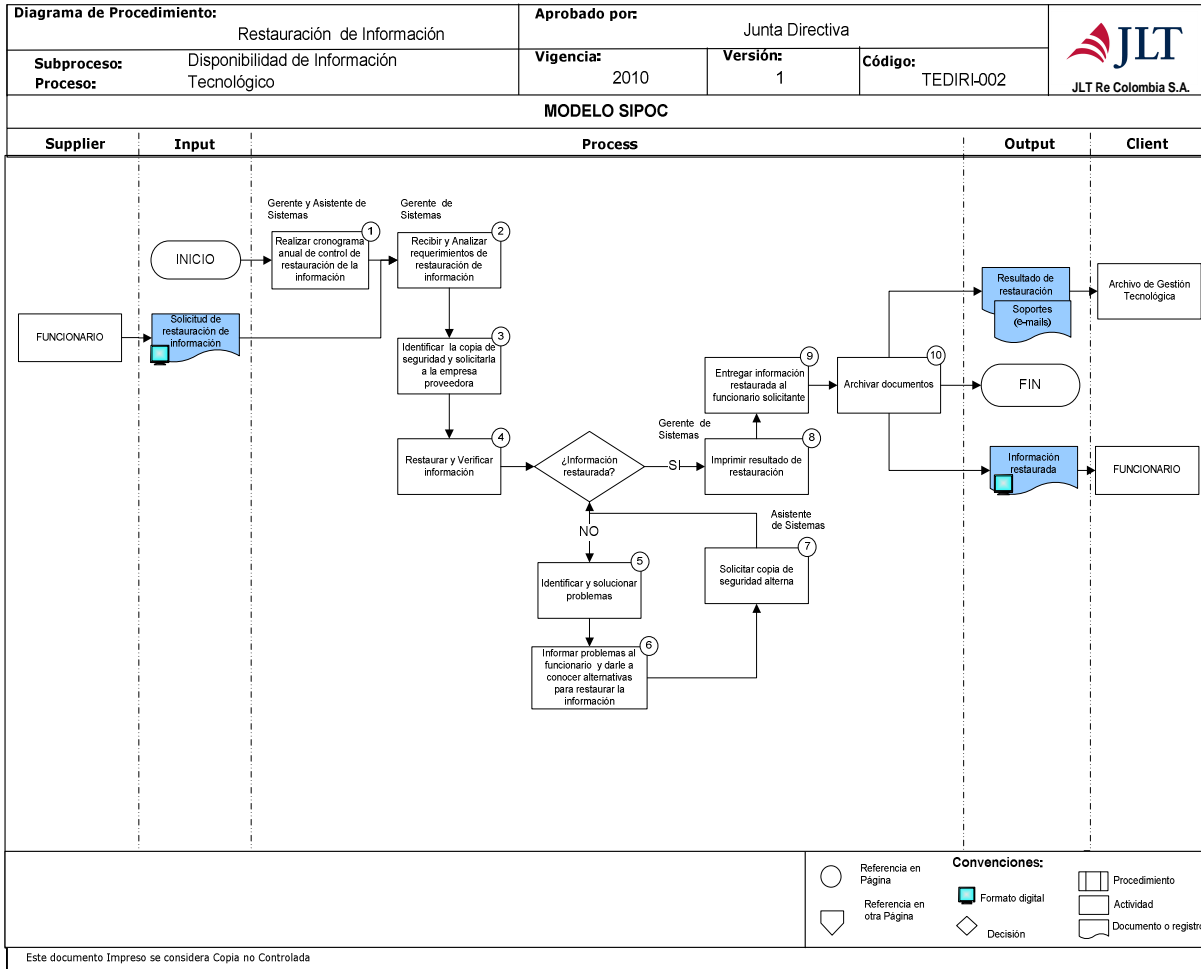 Diagrama de Procedimiento:
Restauración de Información
Aprobado por:
Junta Directiva
JLT
JLT Re Colombia S.A.
Subproceso:
Disponibilidad de Información
Proceso:
Tecnológico
Vigencia:
2010
Versión:
1
Código:
TEDIRI-002
MODELO SIPOC
Supplier
Input
Process
Output
Client
Gerente y Asistente de
Sistemas
Gerente de
Sistemas
INICIO
1
Realizar cronograma
anual de control de
restauración de la
información
2
Recibir y Analizar
requerimientos de
restauración de
información
FUNCIONARIO
Solicitud de
restauración de
información
3
Identificar la copia de
seguridad y solicitarla
a la empresa
proveedora
4
Restaurar y Verificar
información
¿Información
restaurada?
SI
NO
5
Identificar y solucionar
problemas
6
Informar problemas al
funcionario y darle a
conocer alternativas
para restaurar la
información
Asistente
de Sistemas
7
Solicitar copia de
seguridad alterna
Gerente de
Sistemas
8
Imprimir resultado de
restauración
9
Entregar información
restaurada al
funcionario solicitante
10
Archivar documentos
Resultado de
restauración
Soportes
(e-mails)
Archivo de Gestión
Tecnológica
FIN
Información
restaurada
FUNCIONARIO
Convenciones:
Referencia en
Página
Referencia en
otra Página
Formato digital
Decisión
Procedimiento
Actividad
Documento o registro
Este documento Impreso se considera Copia no Controlada